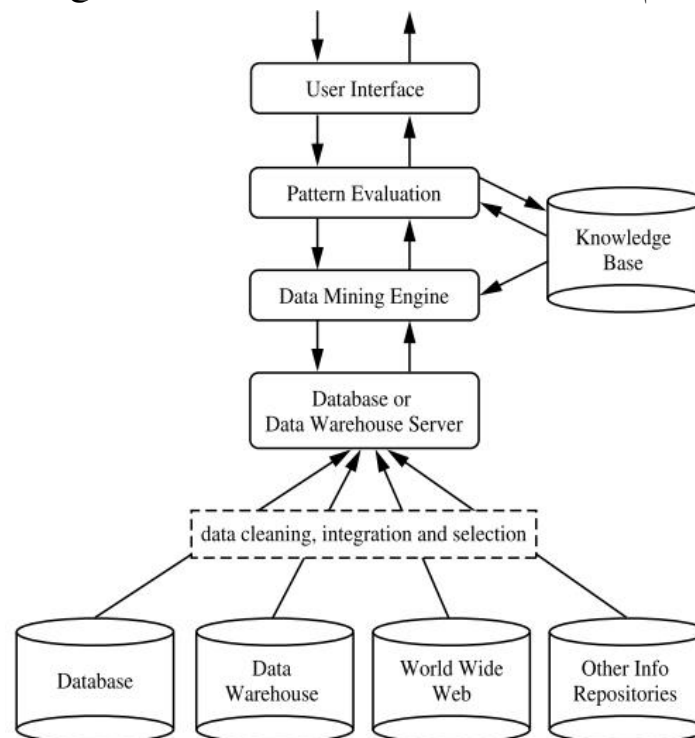 User Interface
Pattern Evaluation
Knowledge
Base
Data Mining Engine
Database or
Data Warehouse Server
data cleaning, integration and selection
Database
Data
Warehouse
World Wide
Web
Other Info
Repositories